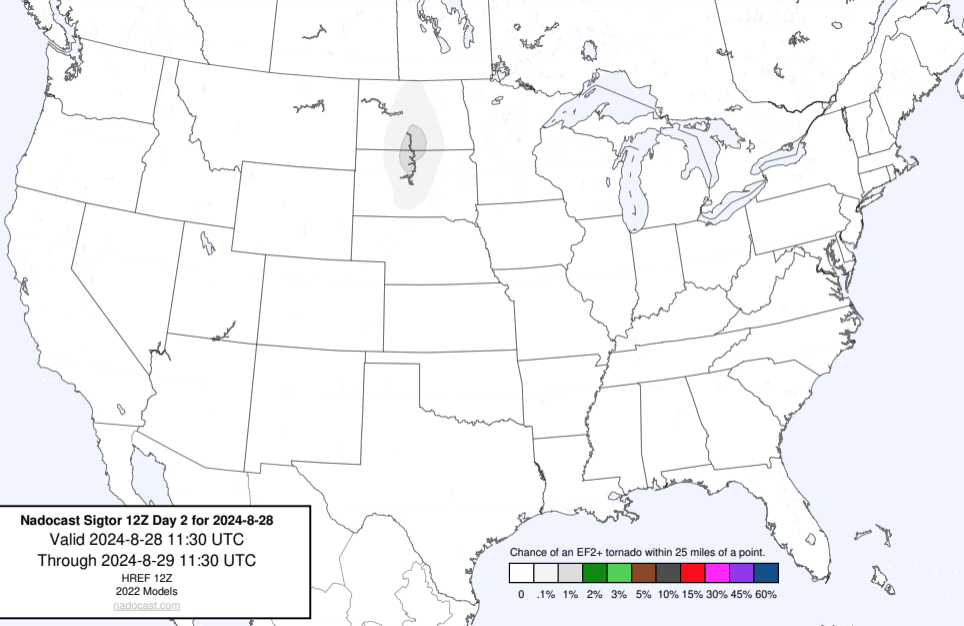 Nadocast Sigtor 12Z Day 2 for 2024-8-28
Valid 2024-8-28 11:30 UTC
Through 2024-8-29 11:30 UTC
HREF 12Z
2022 Models
nadocast.com
Chance of an EF2+ tornado within 25 miles of a point.
0 .1% 1% 2% 3% 5% 10% 15% 30% 45% 60%